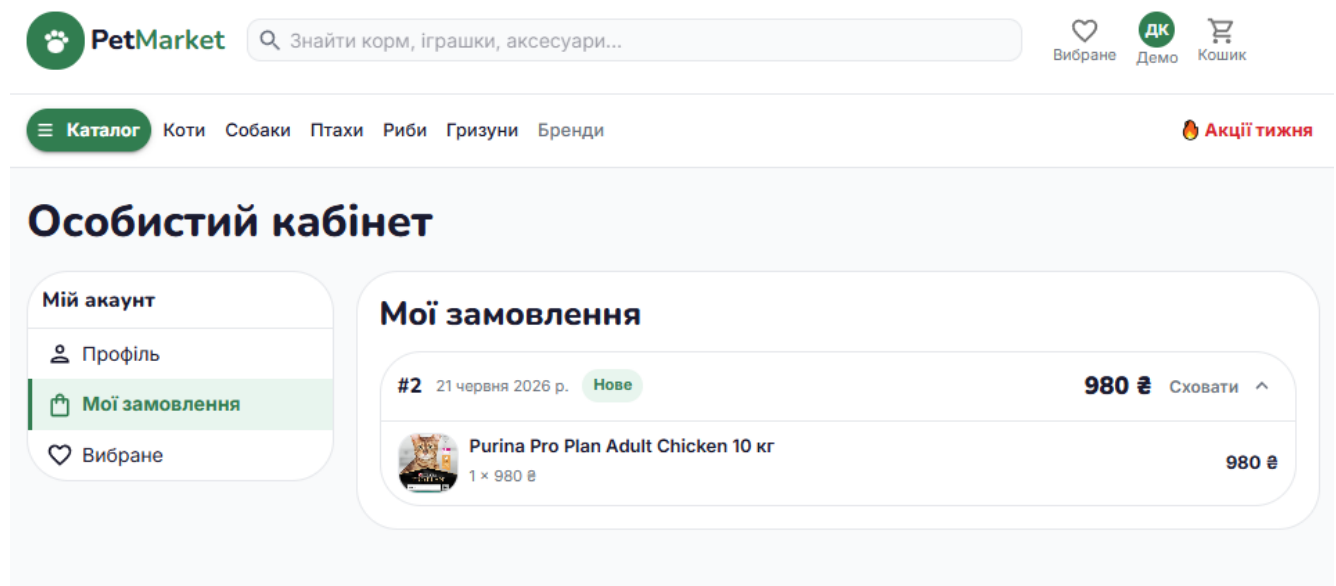 PetMarket
Знайти корм, іграшки, аксесуари...
Вибране
ДК
Демо
Кошик
Каталог
Коти
Собаки
Птахи
Риби
Гризуни
Бренди
Акції тижня
Особистий кабінет
Мій акаунт
Профіль
Мої замовлення
Вибране
Мої замовлення
#2 21 червня 2026 р. Нове 980 ₴ Сховати
Purina Pro Plan Adult Chicken 10 кг
1 × 980 ₴
980 ₴